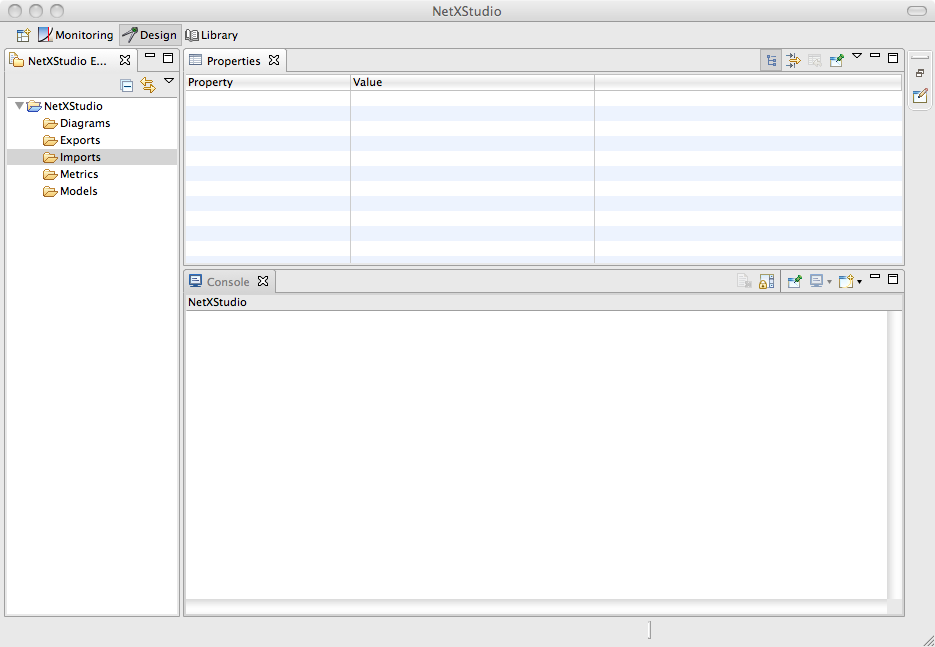 NetXStudio
Monitoring Design Library
NetXStudio E...
Properties
Property Value
NetXStudio
Diagrams
Exports
Imports
Metrics
Models
Console
NetXStudio